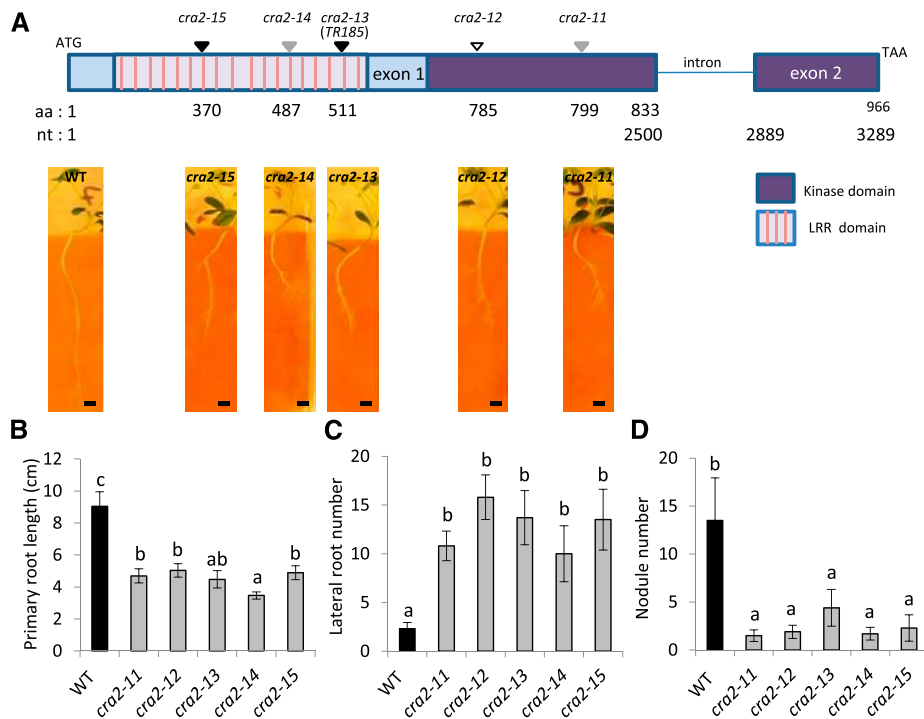 A
cra2-15 cra2-14 cra2-13 cra2-12 cra2-11
(TR185)
ATG
TAA
exon 1
intron
exon 2
aa : 1 370 487 511 785 799 833 966
nt : 1 2500 2889 3289
WT cra2-15 cra2-14 cra2-13 cra2-12 cra2-11
Kinase domain
LRR domain
B
Primary root length (cm)
12
10
8
6
4
2
0
c b b ab a b
WT cra2-11 cra2-12 cra2-13 cra2-14 cra2-15
C
Lateral root number
20
15
10
5
0
a b b b b b
WT cra2-11 cra2-12 cra2-13 cra2-14 cra2-15
D
Nodule number
20
15
10
5
0
b a a a a a
WT cra2-11 cra2-12 cra2-13 cra2-14 cra2-15